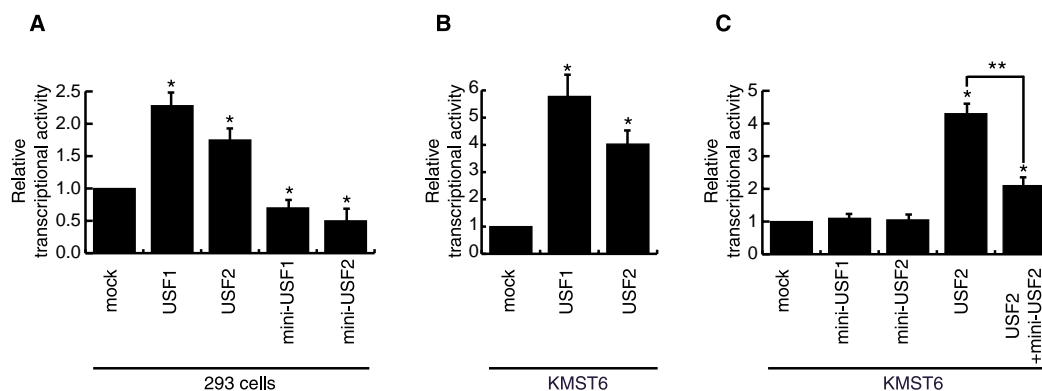 A
Relative
transcriptional activity
2.5
2.0
1.5
1.0
0.5
0.0
*
*
*
*
mock
USF1
USF2
mini-USF1
mini-USF2
293 cells
B
Relative
transcriptional activity
6
5
4
3
2
1
0
*
*
mock
USF1
USF2
KMST6
C
Relative
transcriptional activity
5
4
3
2
1
0
**
*
*
mock
mini-USF1
mini-USF2
USF2
USF2
+mini-USF2
KMST6